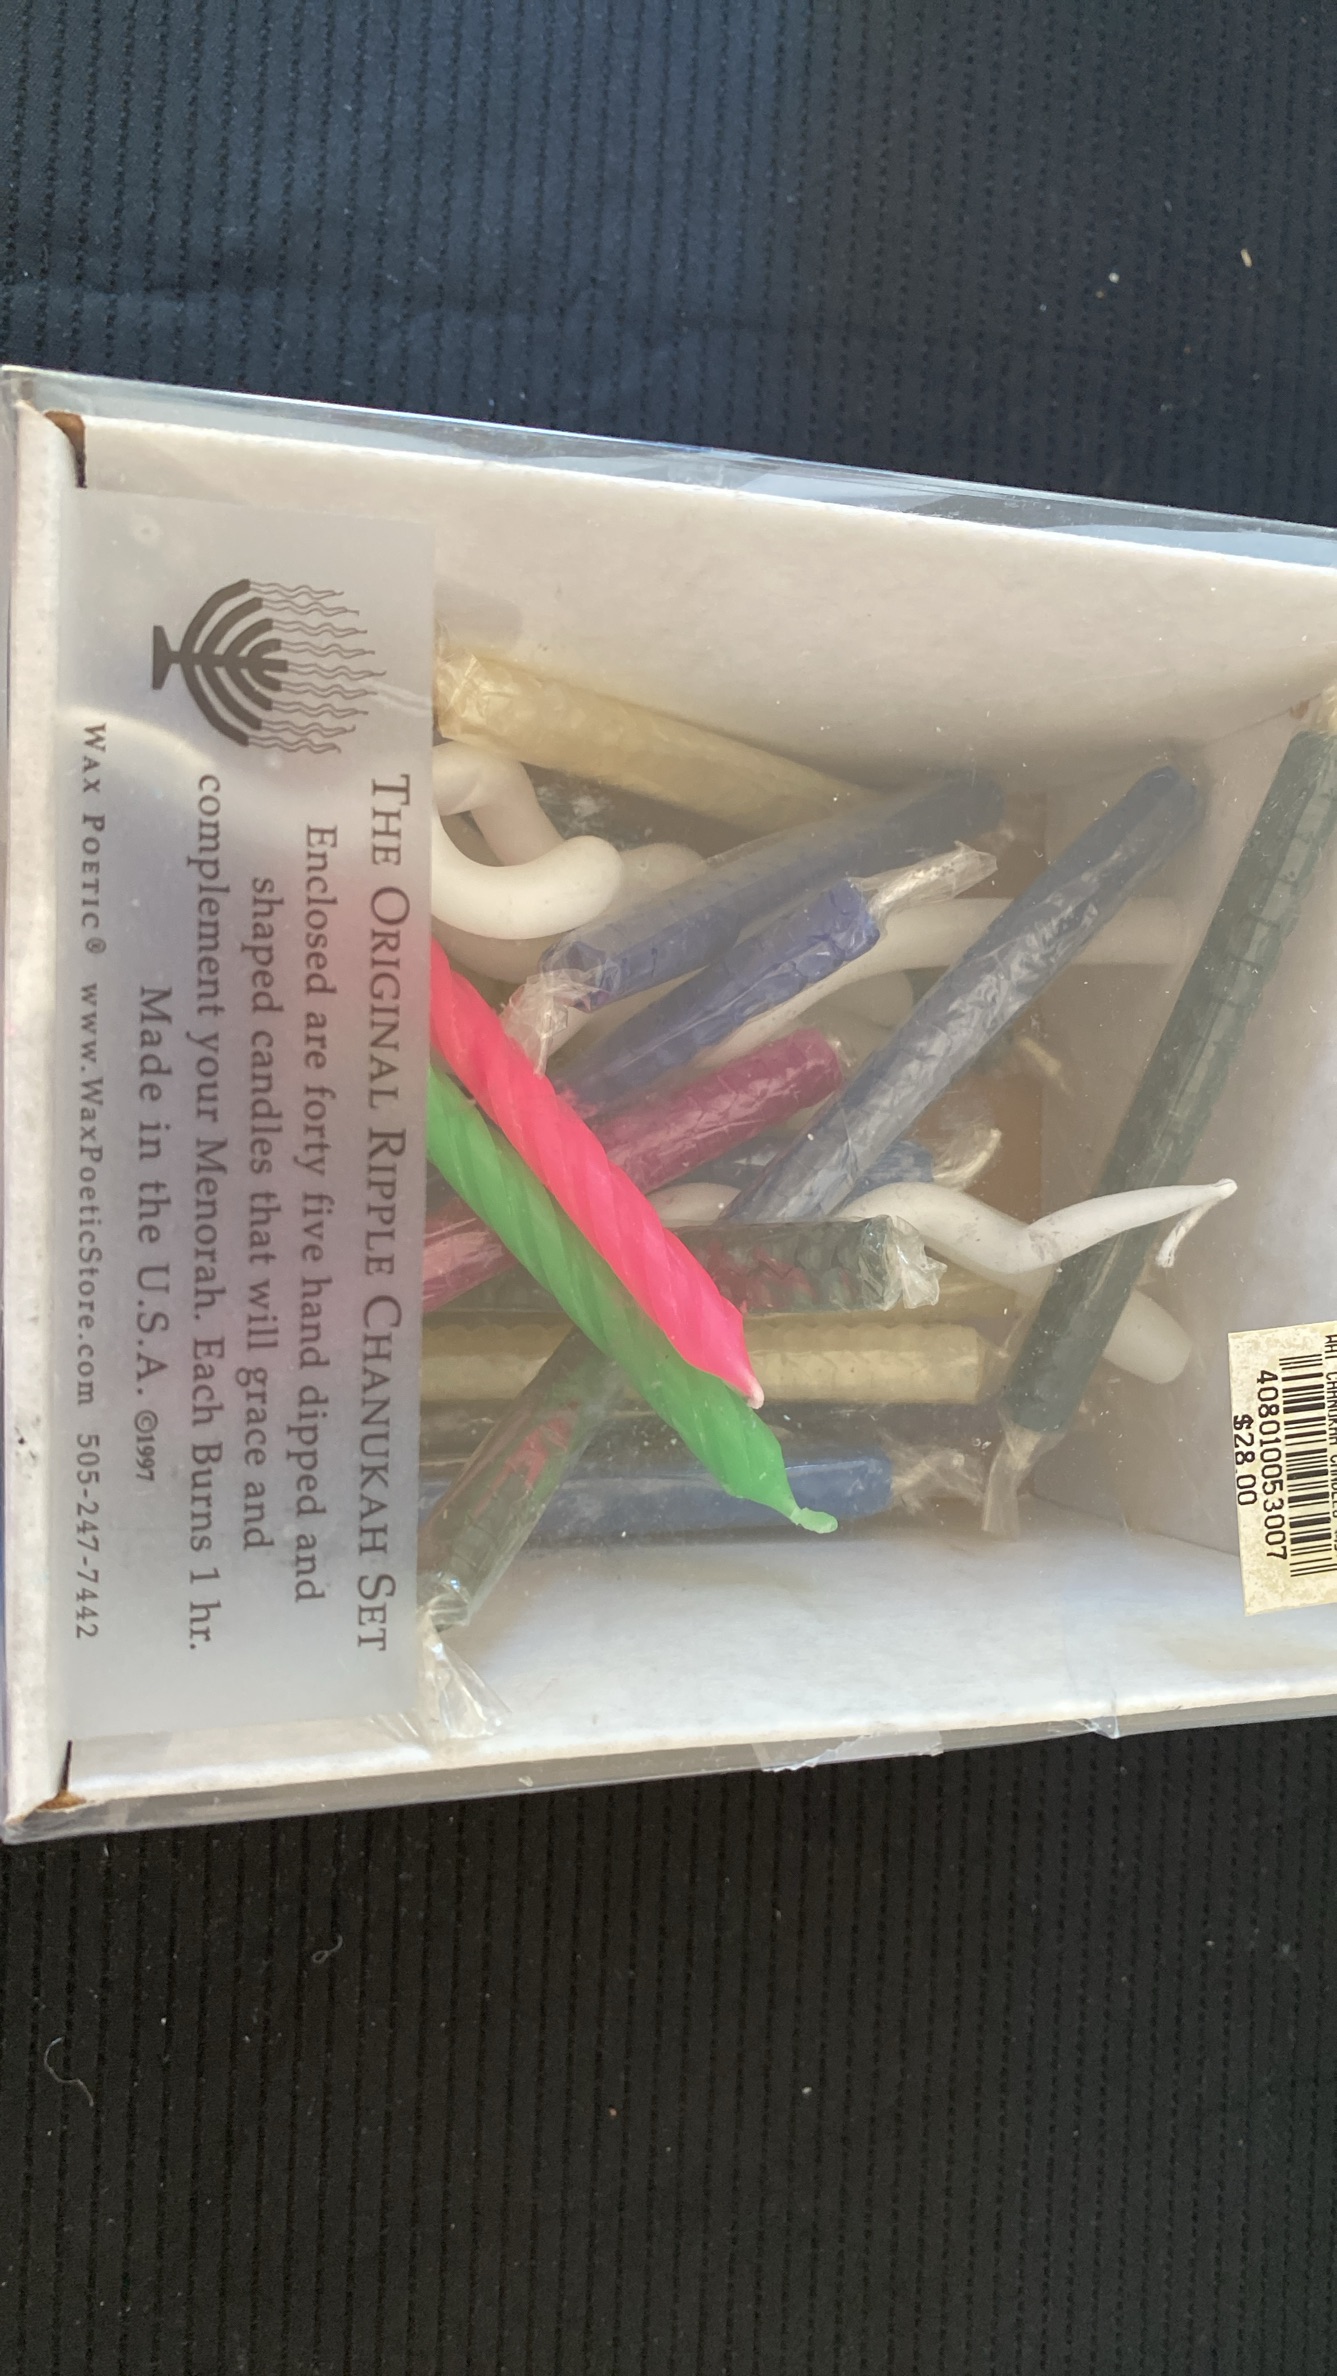 THE ORIGINAL RIPPLE CHANUKAH SET
Enclosed are forty five hand dipped and
shaped candles that will grace and
complement your Menorah. Each Burns 1 hr.
Made in the U.S.A. ©1997
WAX POETIC® www.WaxPoeticStore.com 505-247-7442
408010053007
$28.00